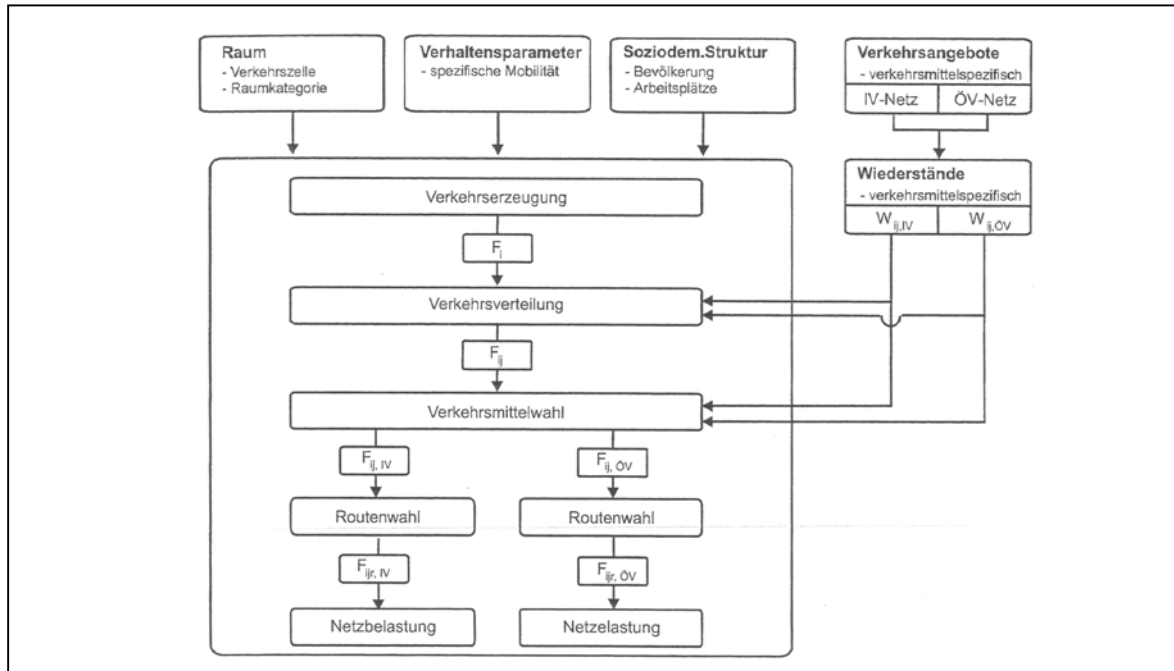 Raum
- Verkehrszelle
- Raumkategorie
Verhaltensparameter
- spezifische Mobilität
Soziodem.Struktur
- Bevölkerung
- Arbeitsplätze
Verkehrsangebote
- verkehrsmittelspezifisch
IV-Netz
ÖV-Netz
Wiederstände
- verkehrsmittelspezifisch
W ij,IV
W ij,ÖV
Verkehrserzeugung
F i
Verkehrsverteilung
F ij
Verkehrsmittelwahl
F ij, IV
F ij, ÖV
Routenwahl
Routenwahl
F ijr, IV
F ijr, ÖV
Netzbelastung
Netzelastung